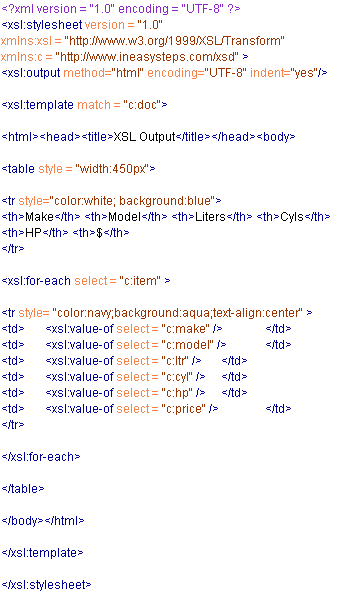 <?xml version = "1.0" encoding = "UTF-8" ?>
<xsl:stylesheet version = "1.0"
xmlns:xsl = "http://www.w3.org/1999/XSL/Transform"
xmlns:c = "http://www.ineasysteps.com/xsd" >
<xsl:output method="html" encoding="UTF-8" indent="yes"/>
<xsl:template match = "c:doc">
<html><head><title>XSL Output</title></head><body>
<table style = "width:450px">
<tr style="color:white; background:blue">
<th>Make</th> <th>Model</th> <th>Liters</th> <th>Cyls</th>
<th>HP</th> <th>$</th>
</tr>
<xsl:for-each select = "c:item" >
<tr style= "color:navy;background:aqua;text-align:center" >
<td> <xsl:value-of select = "c:make" /> </td>
<td> <xsl:value-of select = "c:model" /> </td>
<td> <xsl:value-of select = "c:ltr" /> </td>
<td> <xsl:value-of select = "c:cyl" /> </td>
<td> <xsl:value-of select = "c:hp" /> </td>
<td> <xsl:value-of select = "c:price" /> </td>
</tr>
</xsl:for-each>
</table>
</body></html>
</xsl:template>
</xsl:stylesheet>